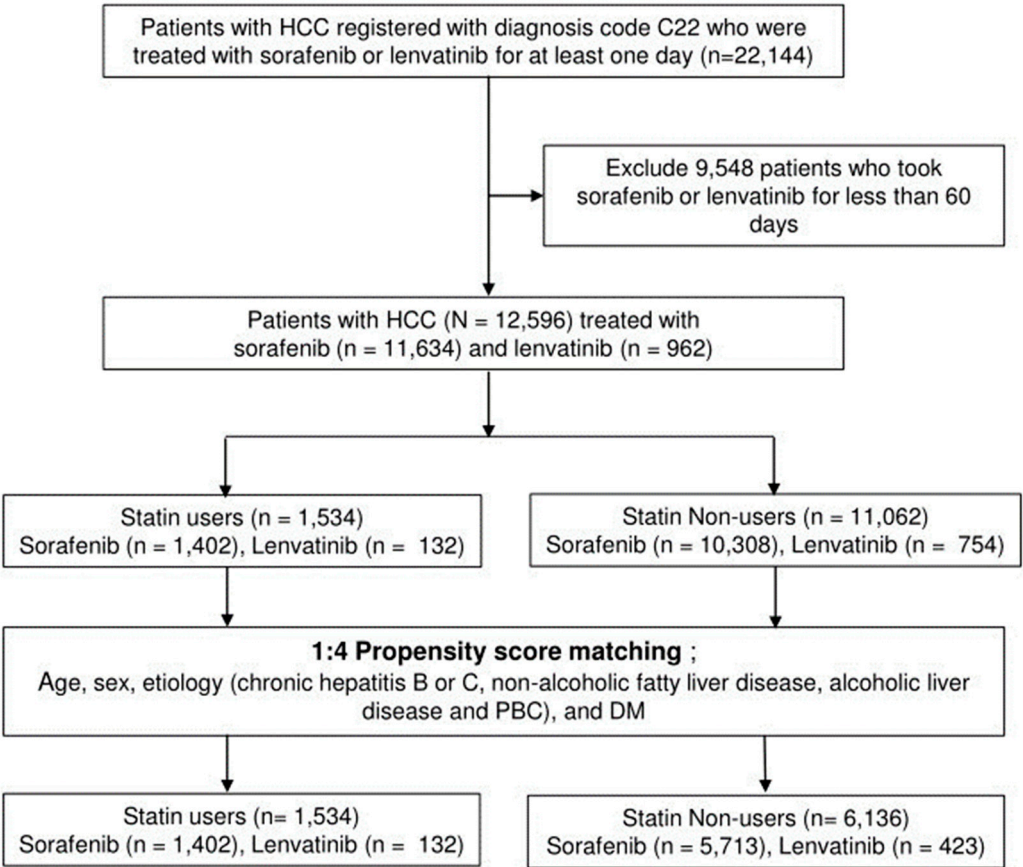 Patients with HCC registered with diagnosis code C22 who were
treated with sorafenib or lenvatinib for at least one day (n=22,144)
Exclude 9,548 patients who took
sorafenib or lenvatinib for less than 60
days
Patients with HCC (N = 12,596) treated with
sorafenib (n = 11,634) and lenvatinib (n = 962)
Statin users (n = 1,534)
Sorafenib (n = 1,402), Lenvatinib (n = 132)
Statin Non-users (n = 11,062)
Sorafenib (n = 10,308), Lenvatinib (n = 754)
1:4 Propensity score matching ;
Age, sex, etiology (chronic hepatitis B or C, non-alcoholic fatty liver disease, alcoholic liver
disease and PBC), and DM
Statin users (n= 1,534)
Sorafenib (n = 1,402), Lenvatinib (n = 132)
Statin Non-users (n= 6,136)
Sorafenib (n = 5,713), Lenvatinib (n = 423)